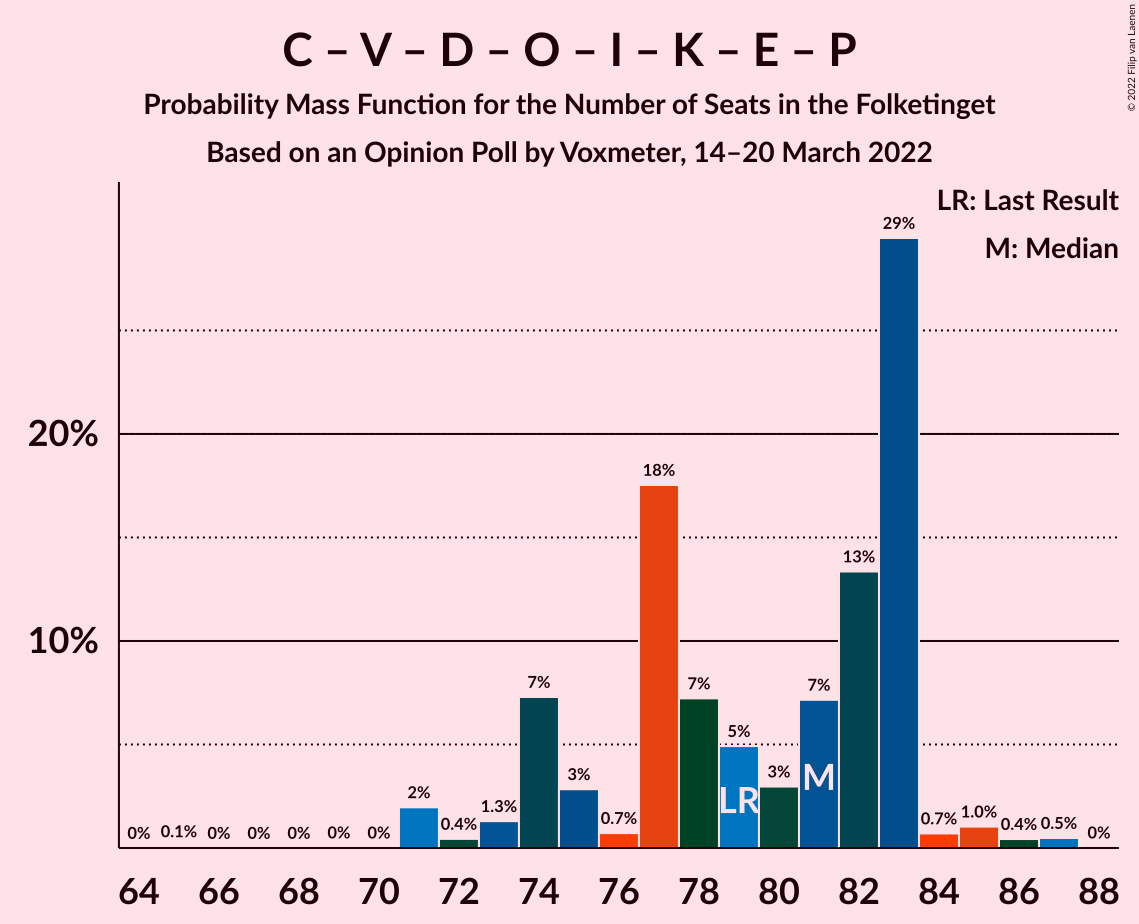 C – V – D – O – I – K – E – P
Probability Mass Function for the Number of Seats in the Folketinget
Based on an Opinion Poll by Voxmeter, 14–20 March 2022
© 2022 Filip van Laenen
LR: Last Result
M: Median
20%
10%
0% 0.1% 0% 0% 0% 0% 0% 2% 0.4% 1.3% 7% 3% 0.7% 18% 7% 5% 3% 7% 13% 29% 0.7% 1.0% 0.4% 0.5% 0%
LR M
64 66 68 70 72 74 76 78 80 82 84 86 88